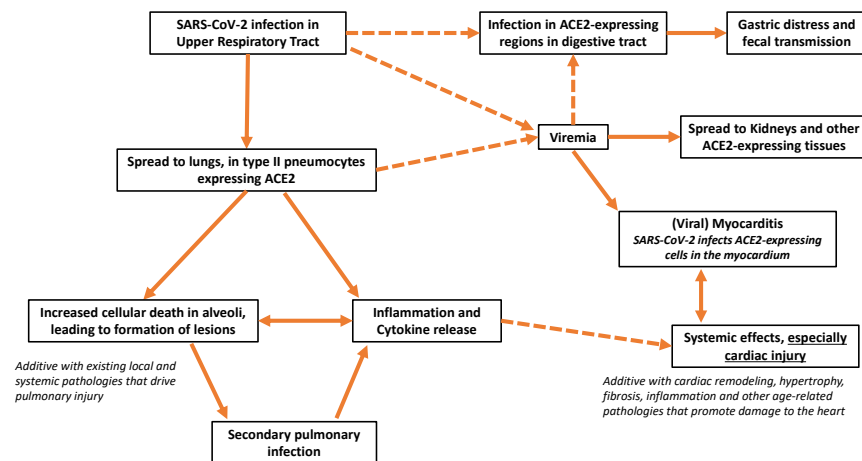 SARS-CoV-2 infection in
Upper Respiratory Tract
Infection in ACE2-expressing
regions in digestive tract
Gastric distress and
fecal transmission
Viremia
Spread to Kidneys and other
ACE2-expressing tissues
Spread to lungs, in type II pneumocytes
expressing ACE2
(Viral) Myocarditis
SARS-CoV-2 infects ACE2-expressing
cells in the myocardium
Increased cellular death in alveoli,
leading to formation of lesions
Inflammation and
Cytokine release
Systemic effects, especially
cardiac injury
Additive with existing local and
systemic pathologies that drive
pulmonary injury
Additive with cardiac remodeling, hypertrophy,
fibrosis, inflammation and other age-related
pathologies that promote damage to the heart
Secondary pulmonary
infection